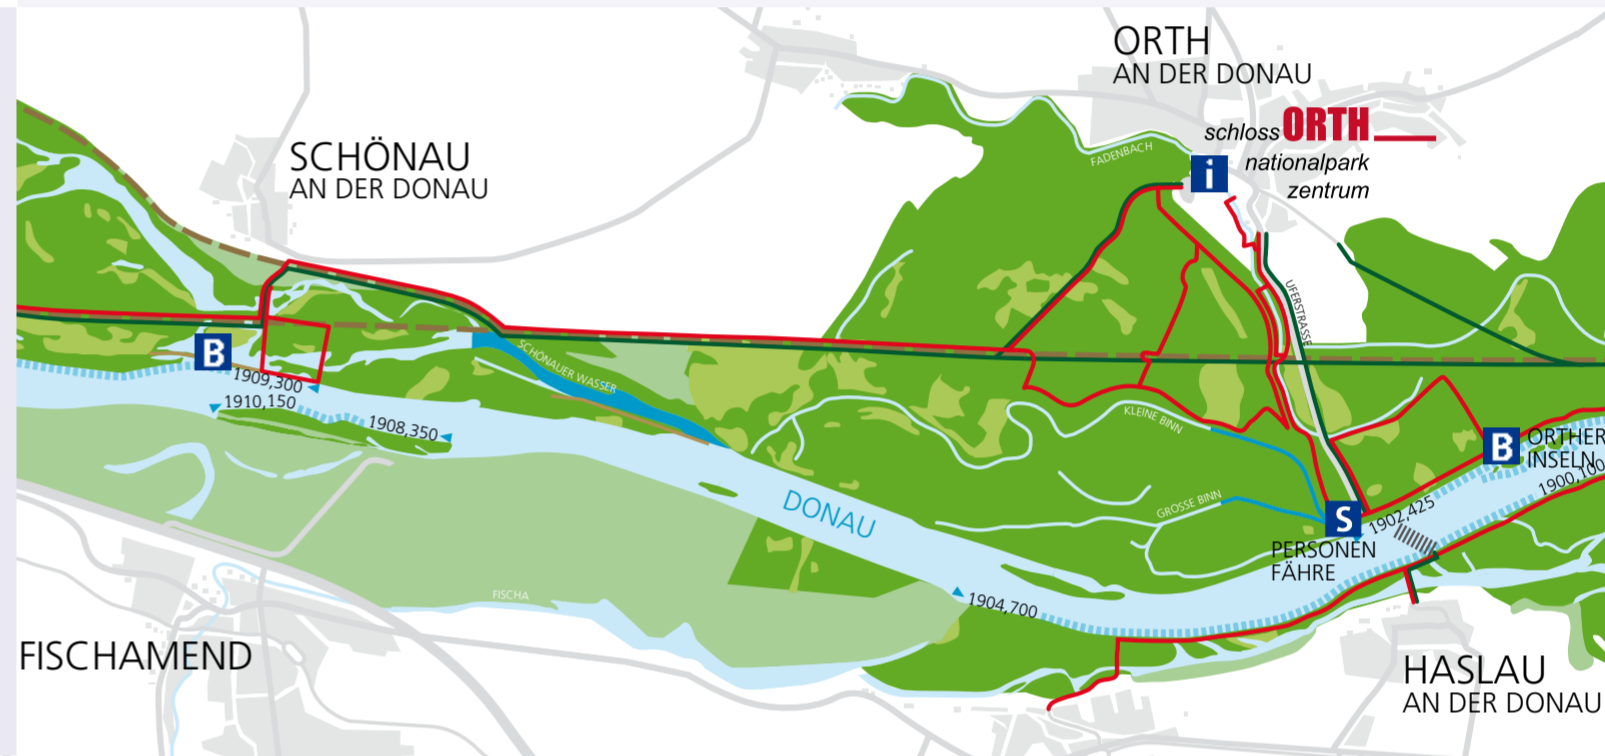 ORTH
AN DER DONAU
schloss ORTH
nationalpark
zentrum
i
FADENBACH
SCHÖNAU
AN DER DONAU
UFERSTRASSE
B
SCHÖNAUER WASSER
1909,300
1910,150
1908,350
KLEINE BINN
B
ORTHER
INSELN
1900,100
GROSSE BINN
DONAU
S
1902,425
PERSONEN
FÄHRE
1904,700
FISCHA
FISCHAMEND
HASLAU
AN DER DONAU